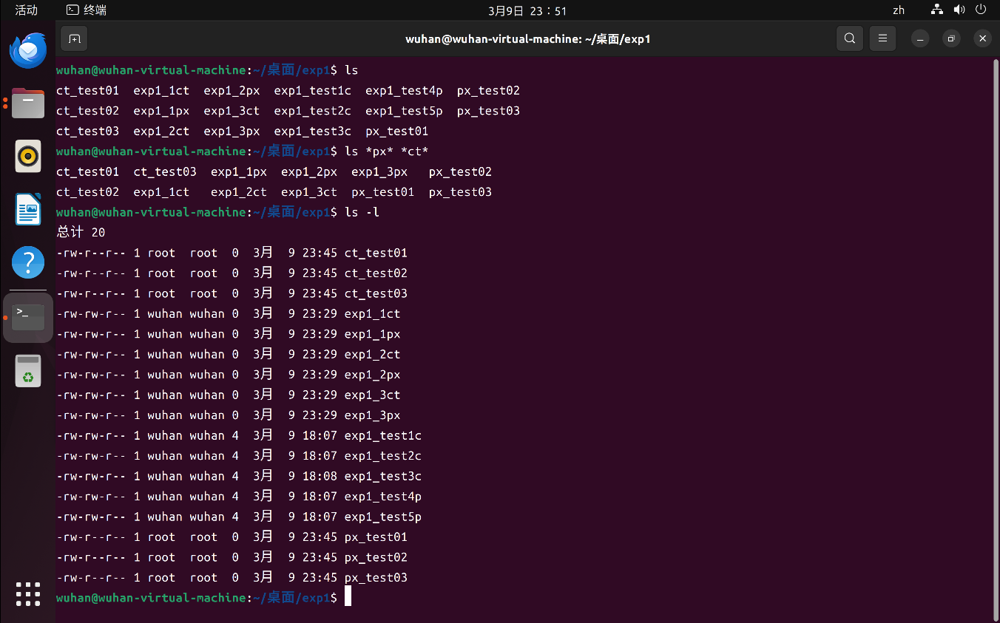 活动 终端 3月9日 23：51 zh
wuhan@wuhan-virtual-machine: ~/桌面/exp1
wuhan@wuhan-virtual-machine:~/桌面/exp1$ ls
ct_test01  exp1_1ct  exp1_2px  exp1_test1c  exp1_test4p  px_test02
ct_test02  exp1_1px  exp1_3ct  exp1_test2c  exp1_test5p  px_test03
ct_test03  exp1_2ct  exp1_3px  exp1_test3c  px_test01
wuhan@wuhan-virtual-machine:~/桌面/exp1$ ls *px* *ct*
ct_test01  ct_test03  exp1_1px  exp1_2px  exp1_3px   px_test02
ct_test02  exp1_1ct   exp1_2ct  exp1_3ct  px_test01  px_test03
wuhan@wuhan-virtual-machine:~/桌面/exp1$ ls -l
总计 20
-rw-r--r-- 1 root  root  0  3月  9 23:45 ct_test01
-rw-r--r-- 1 root  root  0  3月  9 23:45 ct_test02
-rw-r--r-- 1 root  root  0  3月  9 23:45 ct_test03
-rw-rw-r-- 1 wuhan wuhan 0  3月  9 23:29 exp1_1ct
-rw-rw-r-- 1 wuhan wuhan 0  3月  9 23:29 exp1_1px
-rw-rw-r-- 1 wuhan wuhan 0  3月  9 23:29 exp1_2ct
-rw-rw-r-- 1 wuhan wuhan 0  3月  9 23:29 exp1_2px
-rw-rw-r-- 1 wuhan wuhan 0  3月  9 23:29 exp1_3ct
-rw-rw-r-- 1 wuhan wuhan 0  3月  9 23:29 exp1_3px
-rw-rw-r-- 1 wuhan wuhan 4  3月  9 18:07 exp1_test1c
-rw-rw-r-- 1 wuhan wuhan 4  3月  9 18:07 exp1_test2c
-rw-rw-r-- 1 wuhan wuhan 4  3月  9 18:08 exp1_test3c
-rw-rw-r-- 1 wuhan wuhan 4  3月  9 18:07 exp1_test4p
-rw-rw-r-- 1 wuhan wuhan 4  3月  9 18:07 exp1_test5p
-rw-r--r-- 1 root  root  0  3月  9 23:45 px_test01
-rw-r--r-- 1 root  root  0  3月  9 23:45 px_test02
-rw-r--r-- 1 root  root  0  3月  9 23:45 px_test03
wuhan@wuhan-virtual-machine:~/桌面/exp1$